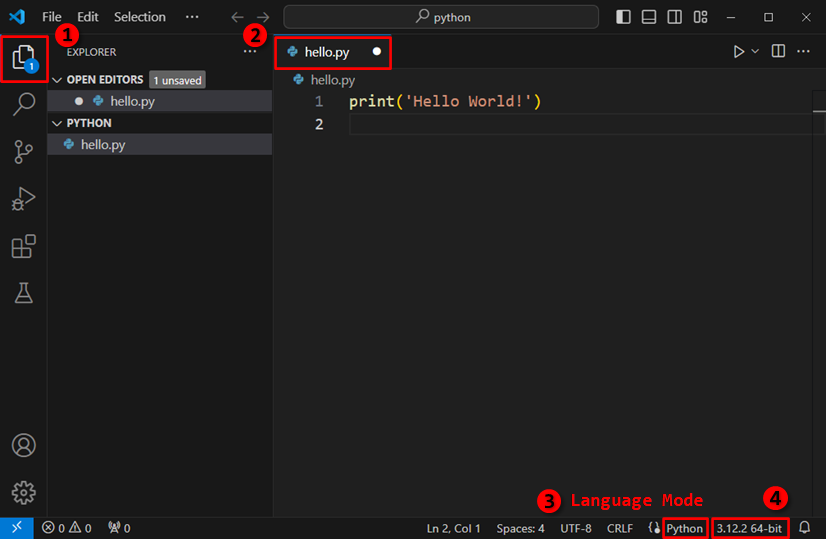 File Edit Selection ··· python
1 EXPLORER ··· 2 hello.py
1
OPEN EDITORS 1 unsaved
hello.py
PYTHON
hello.py
hello.py
1 print('Hello World!')
2
3 Language Mode 4
0 0 0 Ln 2, Col 1 Spaces: 4 UTF-8 CRLF Python 3.12.2 64-bit